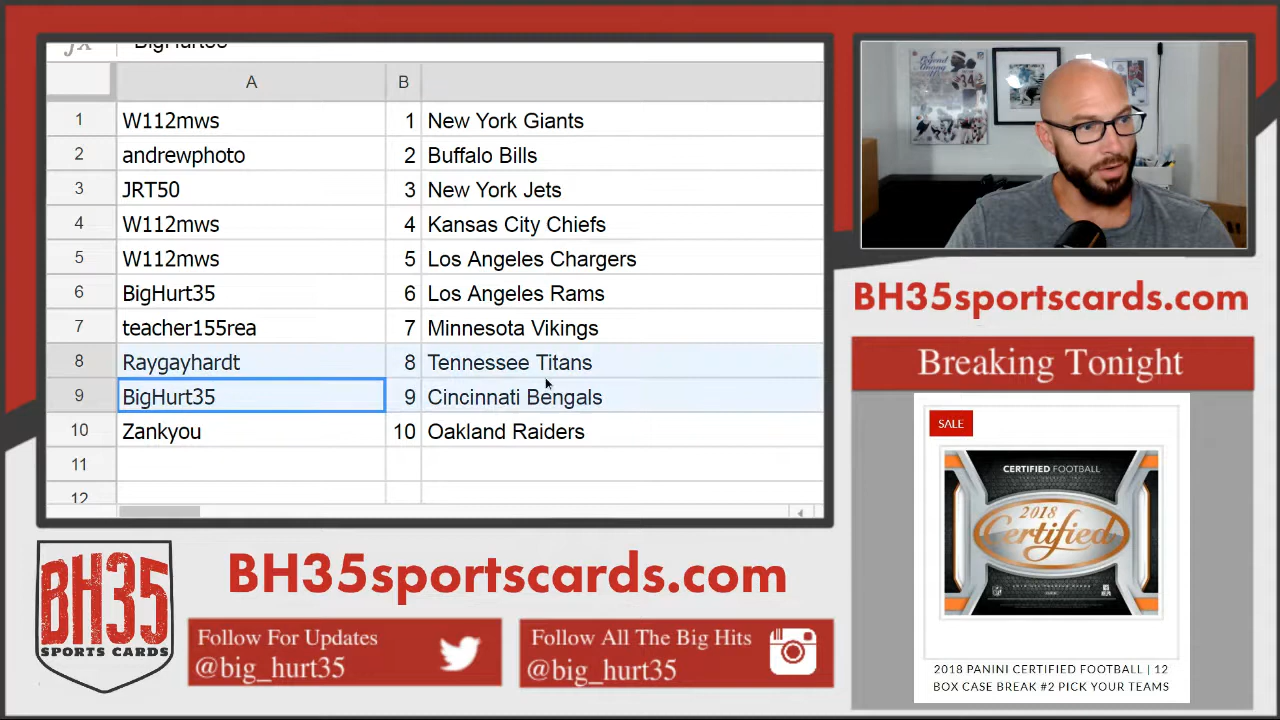 fx BigHurt35
A B
1 W112mws 1 New York Giants
2 andrewphoto 2 Buffalo Bills
3 JRT50 3 New York Jets
4 W112mws 4 Kansas City Chiefs
5 W112mws 5 Los Angeles Chargers
6 BigHurt35 6 Los Angeles Rams
7 teacher155rea 7 Minnesota Vikings
8 Raygayhardt 8 Tennessee Titans
9 BigHurt35 9 Cincinnati Bengals
10 Zankyou 10 Oakland Raiders
11
12
BH35
SPORTS CARDS
BH35sportscards.com
Follow For Updates
@big_hurt35
Follow All The Big Hits
@big_hurt35
34
BH35sportscards.com
Breaking Tonight
SALE
CERTIFIED FOOTBALL
2018
Certified
2018 PANINI CERTIFIED FOOTBALL | 12
BOX CASE BREAK #2 PICK YOUR TEAMS